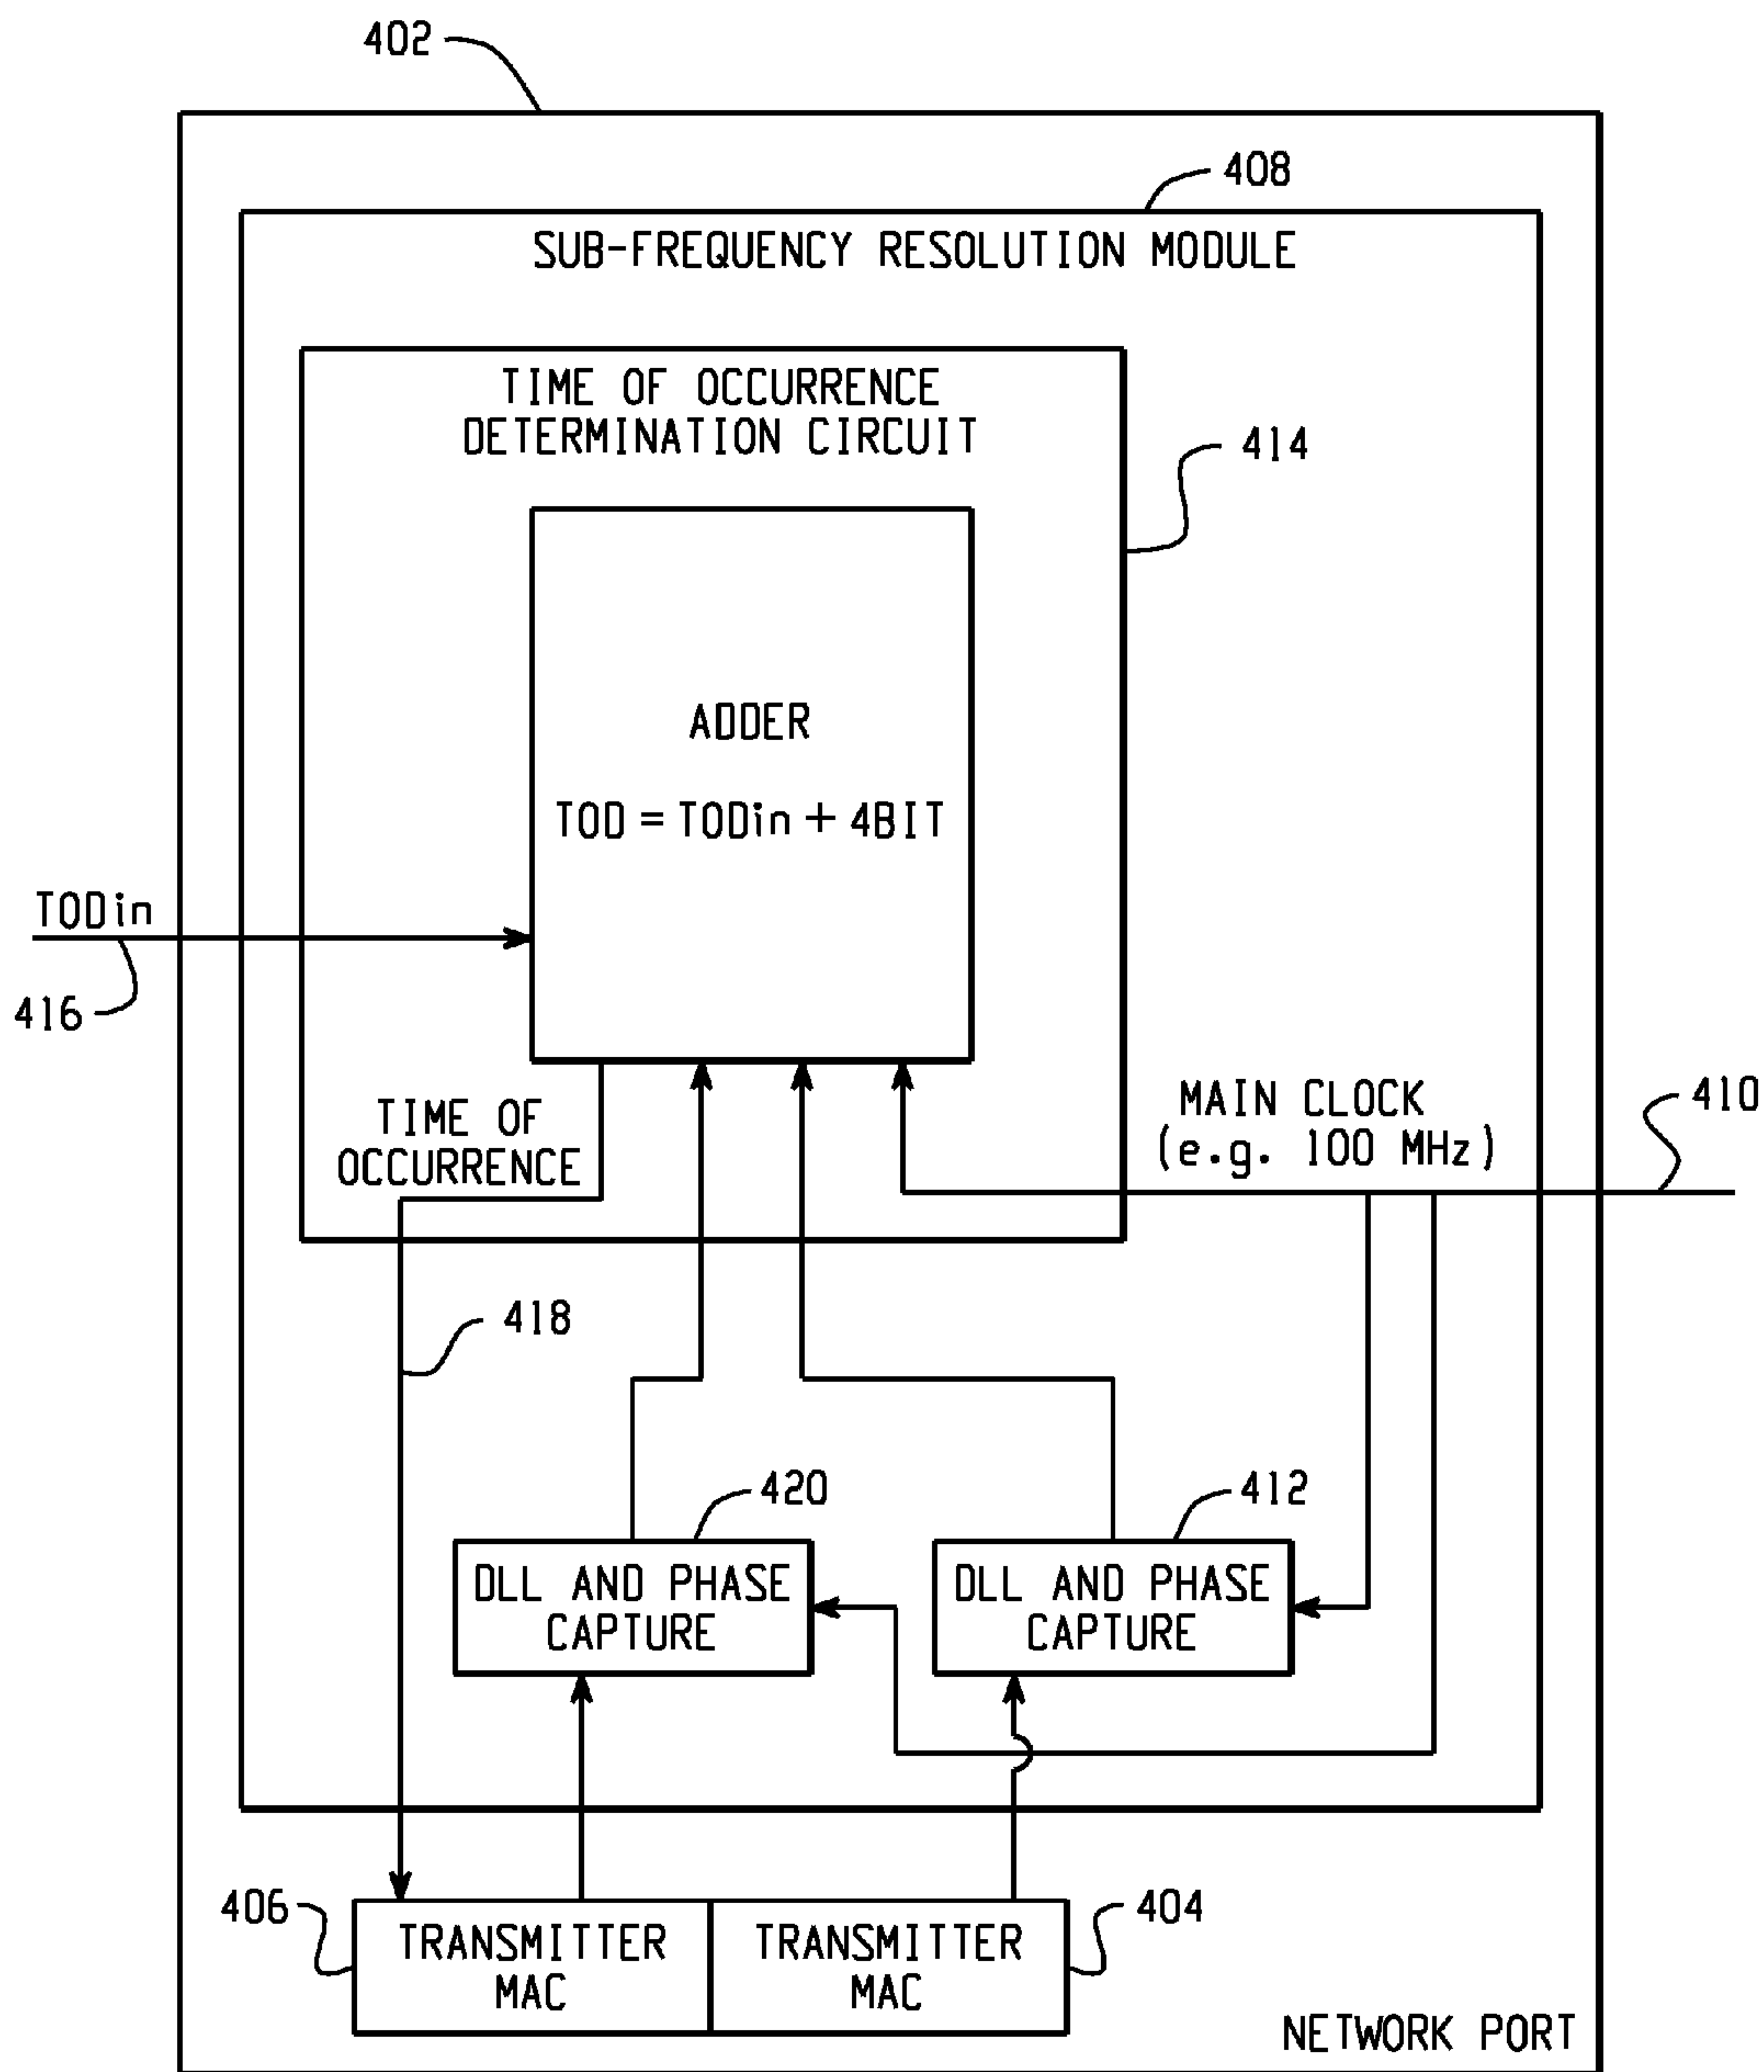 402
408
SUB-FREQUENCY RESOLUTION MODULE
TIME OF OCCURRENCE
DETERMINATION CIRCUIT
414
ADDER
TOD = TODin + 4BIT
TODin
416
MAIN CLOCK
(e.g. 100 MHz)
410
TIME OF
OCCURRENCE
418
420
412
DLL AND PHASE
CAPTURE
DLL AND PHASE
CAPTURE
406
404
TRANSMITTER
MAC
TRANSMITTER
MAC
NETWORK PORT